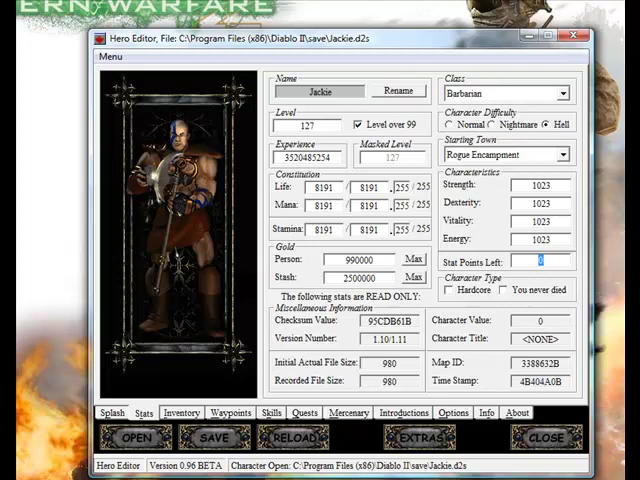 ERN WARFARE
Hero Editor, File: C:\Program Files (x86)\Diablo II\save\Jackie.d2s
Menu
Name
Jackie Rename
Class
Barbarian
Level
127 Level over 99
Character Difficulty
Normal Nightmare Hell
Experience
3520485254
Masked Level
127
Starting Town
Rogue Encampment
Constitution
Life: 8191 / 8191 . 255 / 255
Mana: 8191 / 8191 . 255 / 255
Stamina: 8191 / 8191 . 255 / 255
Characteristics
Strength: 1023
Dexterity: 1023
Vitality: 1023
Energy: 1023
Stat Points Left: 0
Gold
Person: 990000 Max
Stash: 2500000 Max
Character Type
Hardcore You never died
The following stats are READ ONLY:
Miscellaneous Information
Checksum Value: 95CDB61B Character Value: 0
Version Number: 1.10/1.11 Character Title: <NONE>
Initial Actual File Size: 980 Map ID: 3388632B
Recorded File Size: 980 Time Stamp: 4B404A0B
Splash Stats Inventory Waypoints Skills Quests Mercenary Introductions Options Info About
OPEN SAVE RELOAD EXTRAS CLOSE
Hero Editor Version 0.96 BETA Character Open: C:\Program Files (x86)\Diablo II\save\Jackie.d2s